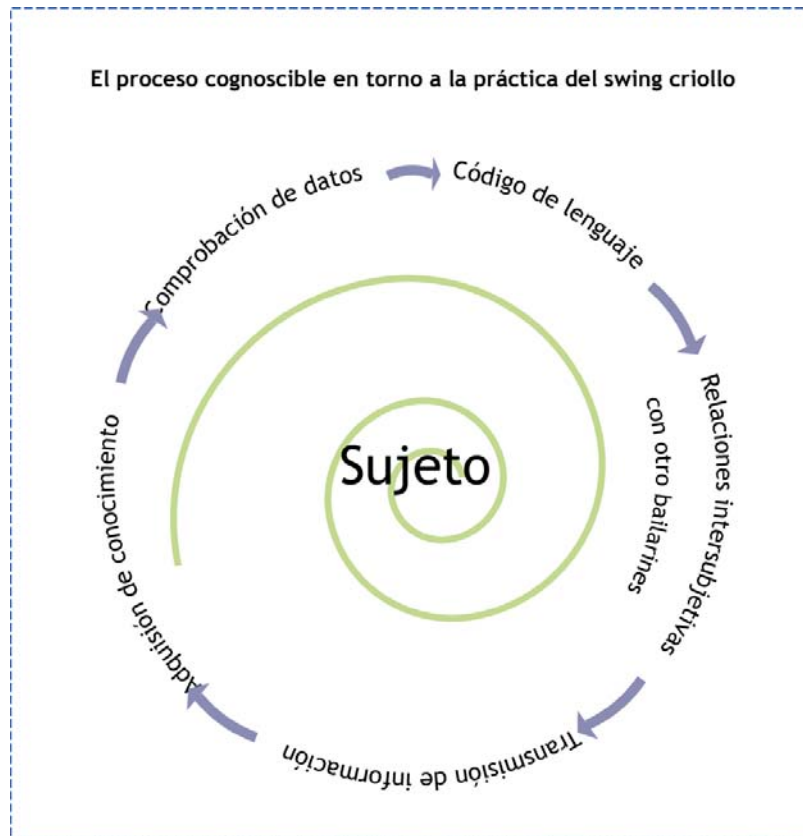 El proceso cognoscible en torno a la práctica del swing criollo
Código de lenguaje
Relaciones intersubjetivas
con otro bailarines
Transmisión de información
Adquisión de conocimiento
Comprobación de datos
Sujeto